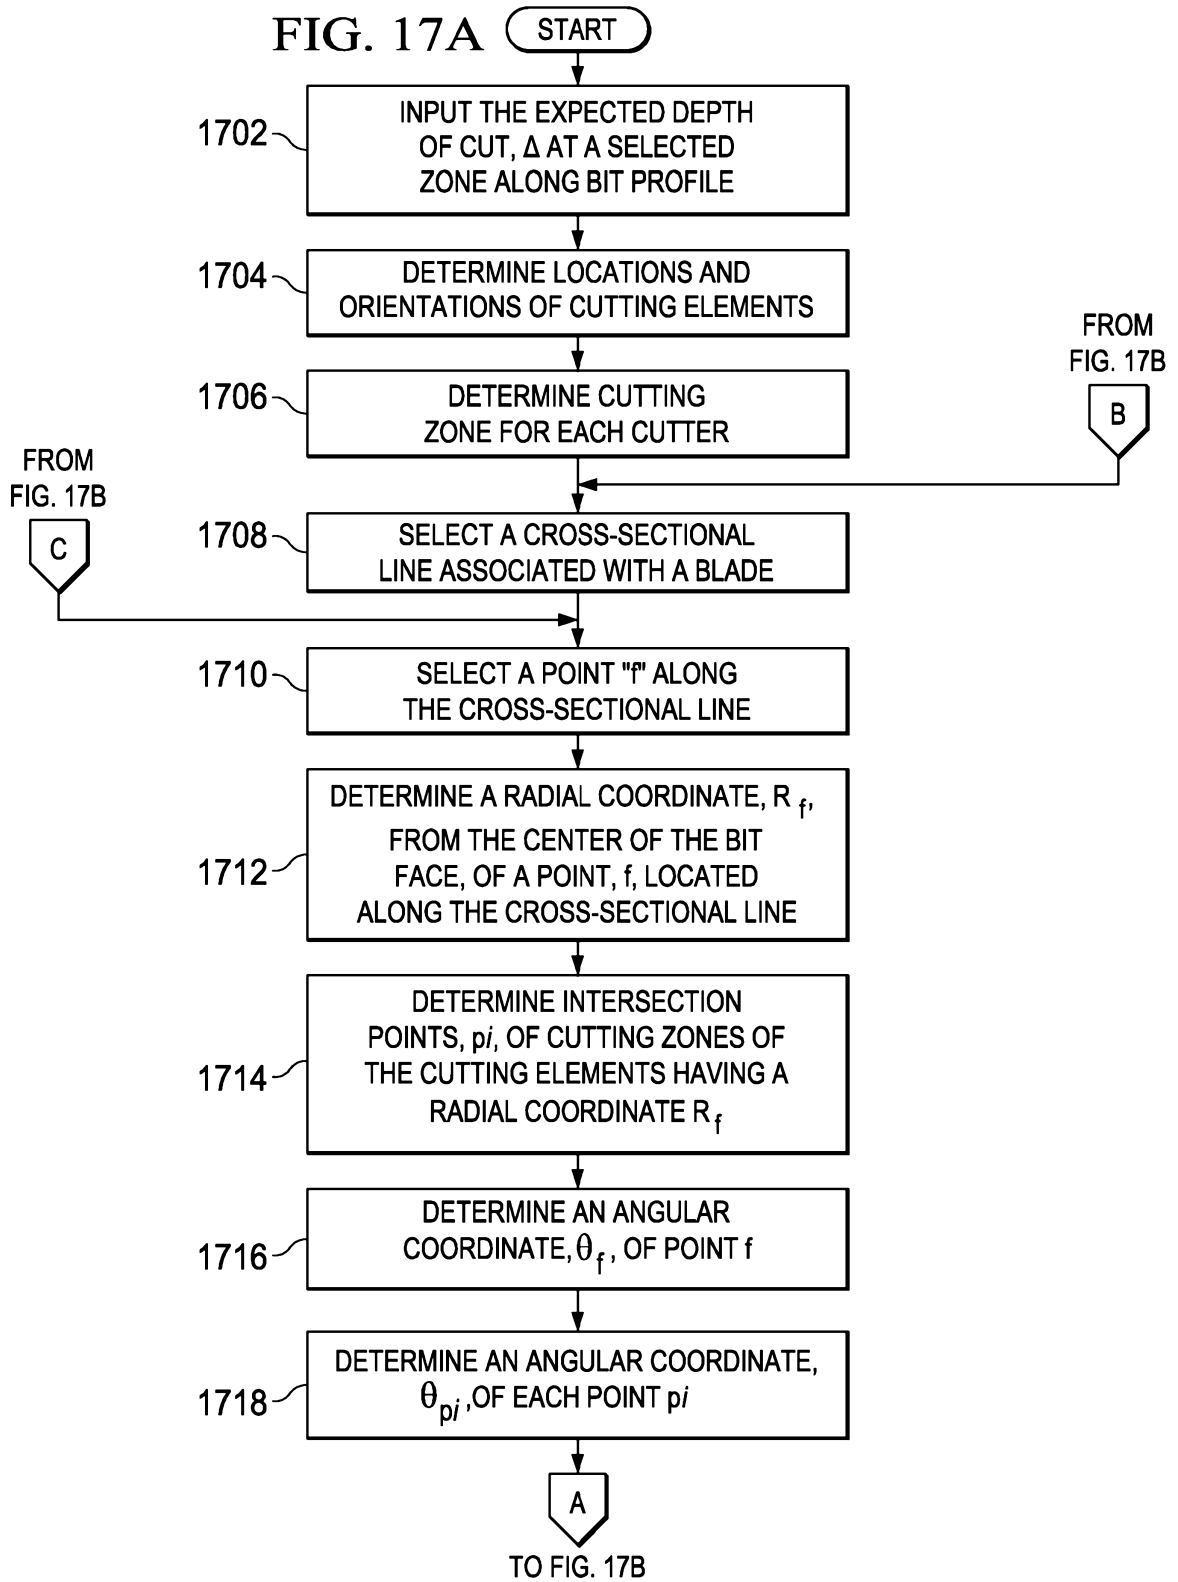 FIG. 17A
START
1702
INPUT THE EXPECTED DEPTH
OF CUT, Δ AT A SELECTED
ZONE ALONG BIT PROFILE
1704
DETERMINE LOCATIONS AND
ORIENTATIONS OF CUTTING ELEMENTS
1706
DETERMINE CUTTING
ZONE FOR EACH CUTTER
FROM
FIG. 17B
B
FROM
FIG. 17B
C
1708
SELECT A CROSS-SECTIONAL
LINE ASSOCIATED WITH A BLADE
1710
SELECT A POINT "f" ALONG
THE CROSS-SECTIONAL LINE
1712
DETERMINE A RADIAL COORDINATE, R f,
FROM THE CENTER OF THE BIT
FACE, OF A POINT, f, LOCATED
ALONG THE CROSS-SECTIONAL LINE
1714
DETERMINE INTERSECTION
POINTS, pi, OF CUTTING ZONES OF
THE CUTTING ELEMENTS HAVING A
RADIAL COORDINATE R f
1716
DETERMINE AN ANGULAR
COORDINATE, θ f , OF POINT f
1718
DETERMINE AN ANGULAR COORDINATE,
θ pi ,OF EACH POINT pi
A
TO FIG. 17B